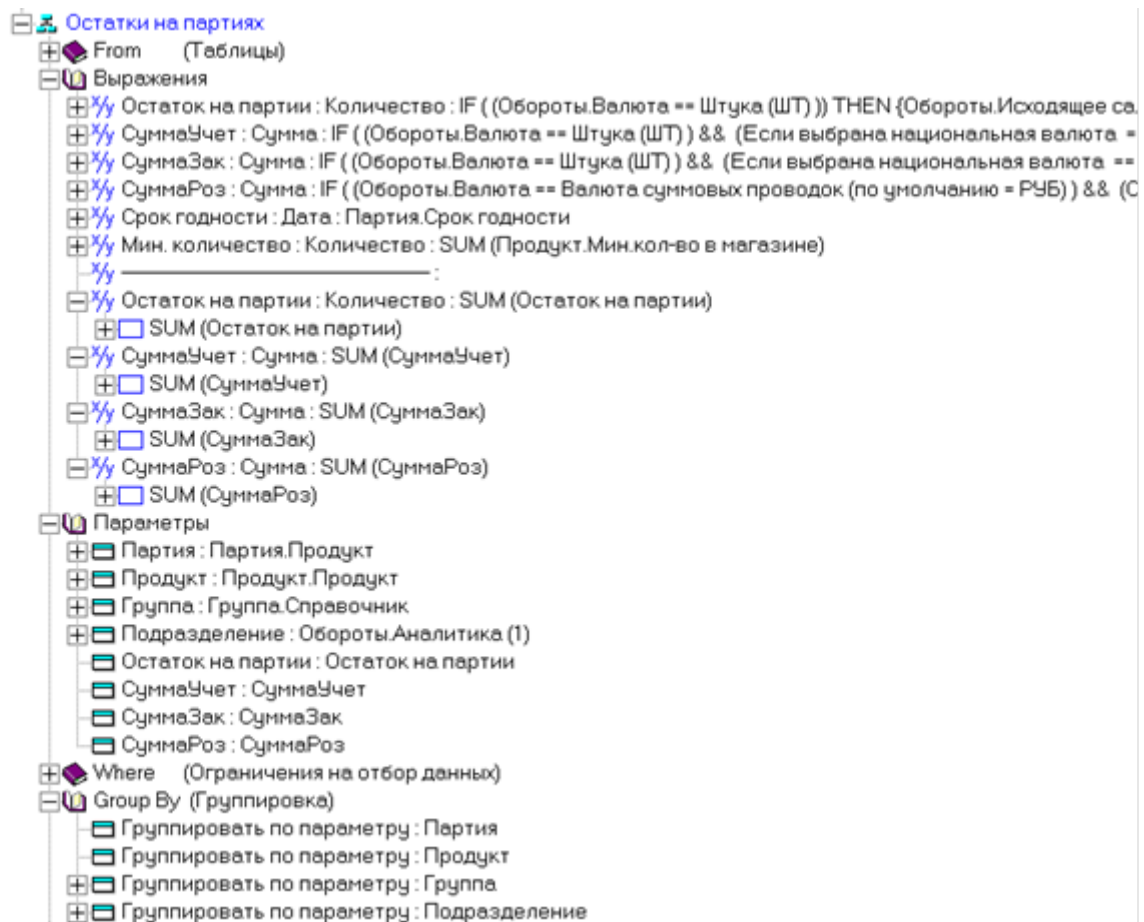 Остатки на партиях
From (Таблицы)
Выражения
Остаток на партии : Количество : IF ( (Обороты.Валюта == Штука (ШТ) )) THEN {Обороты.Исходящее са
СуммаУчет : Сумма : IF ( (Обороты.Валюта == Штука (ШТ) ) && (Если выбрана национальная валюта =
СуммаЗак : Сумма : IF ( (Обороты.Валюта == Штука (ШТ) ) && (Если выбрана национальная валюта ==
СуммаРоз : Сумма : IF ( (Обороты.Валюта == Валюта суммовых проводок (по умолчанию = РУБ) ) && (О
Срок годности : Дата : Партия.Срок годности
Мин. количество : Количество : SUM (Продукт.Мин.кол-во в магазине)
———————————————— :
Остаток на партии : Количество : SUM (Остаток на партии)
SUM (Остаток на партии)
СуммаУчет : Сумма : SUM (СуммаУчет)
SUM (СуммаУчет)
СуммаЗак : Сумма : SUM (СуммаЗак)
SUM (СуммаЗак)
СуммаРоз : Сумма : SUM (СуммаРоз)
SUM (СуммаРоз)
Параметры
Партия : Партия.Продукт
Продукт : Продукт.Продукт
Группа : Группа.Справочник
Подразделение : Обороты.Аналитика (1)
Остаток на партии : Остаток на партии
СуммаУчет : СуммаУчет
СуммаЗак : СуммаЗак
СуммаРоз : СуммаРоз
Where (Ограничения на отбор данных)
Group By (Группировка)
Группировать по параметру : Партия
Группировать по параметру : Продукт
Группировать по параметру : Группа
Группировать по параметру : Подразделение